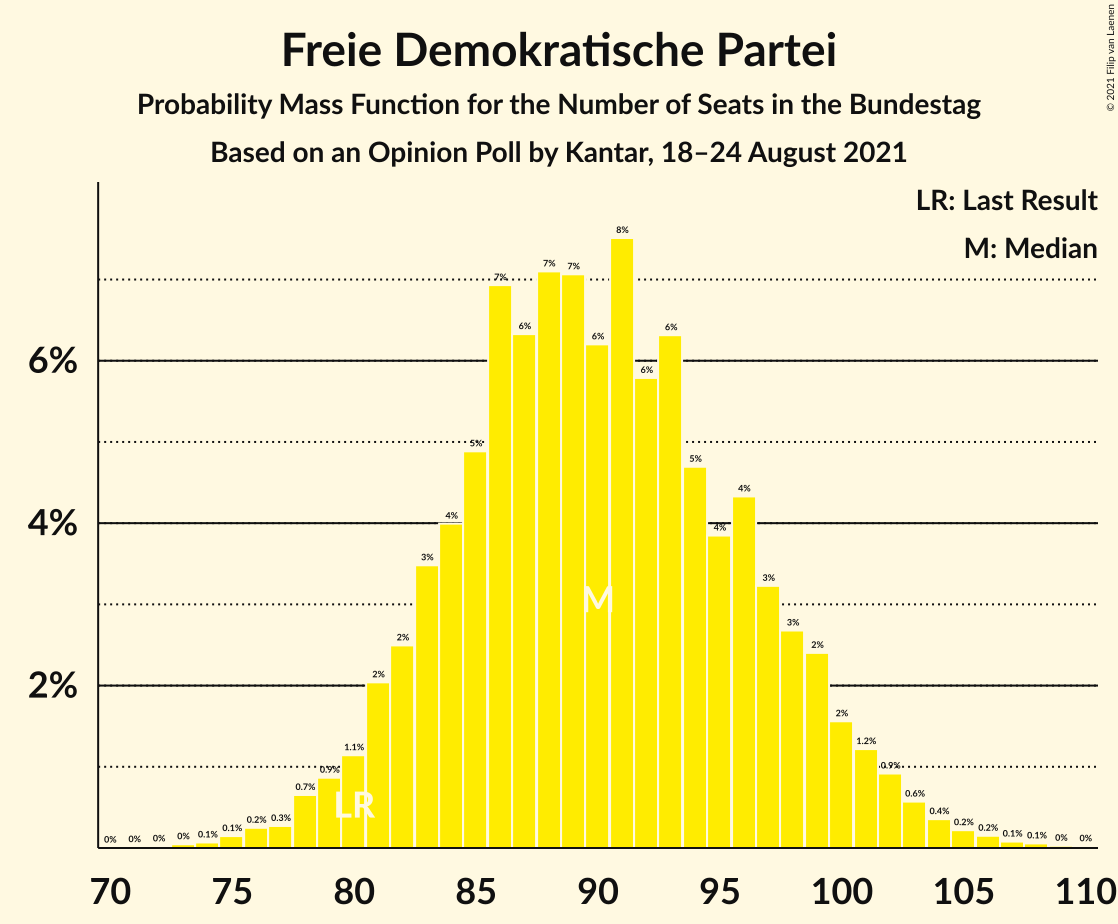 Freie Demokratische Partei
Probability Mass Function for the Number of Seats in the Bundestag
Based on an Opinion Poll by Kantar, 18–24 August 2021
© 2021 Filip van Laenen
LR: Last Result
M: Median
6%
4%
2%
0% 0% 0% 0% 0.1% 0.1% 0.2% 0.3% 0.7% 0.9% 1.1% 2% 2% 3% 4% 5% 7% 6% 7% 7% 6% 8% 6% 6% 5% 4% 4% 3% 3% 2% 2% 1.2% 0.9% 0.6% 0.4% 0.2% 0.2% 0.1% 0.1% 0% 0%
M
LR
70 75 80 85 90 95 100 105 110